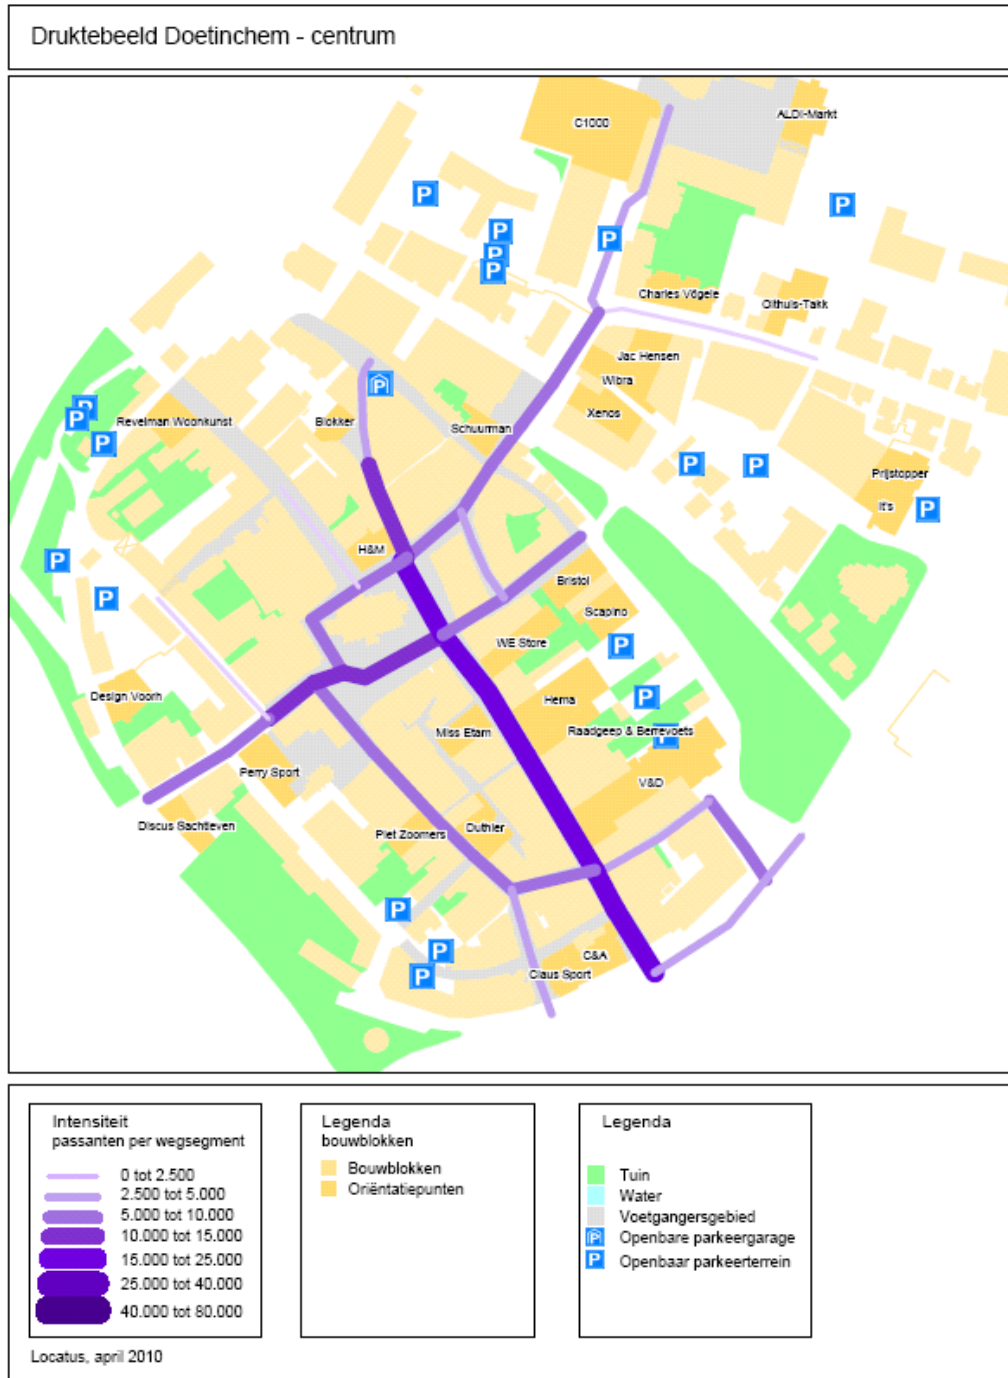 Druktebeeld Doetinchem - centrum
C1000
ALDI-Markt
P
P
P
P
P
P
P
Charles Vögele
Olthuis-Takk
Jac Hensen
Wibra
Xenos
P
P
P
P
Revelman Woonkunst
Blokker
Schuurman
P
P
P
Prijstopper
It's
P
H&M
P
P
Bristol
Scapino
WE Store
P
Design Voorh
Hema
P
Miss Etam
Raadgeep & Berrevoets
P
Perry Sport
V&D
Discus Sachtleven
Piet Zoomers
Duthler
P
P
P
C&A
Claus Sport
Intensiteit
passanten per wegsegment
0 tot 2.500
2.500 tot 5.000
5.000 tot 10.000
10.000 tot 15.000
15.000 tot 25.000
25.000 tot 40.000
40.000 tot 80.000
Legenda
bouwblokken
Bouwblokken
Oriëntatiepunten
Legenda
Tuin
Water
Voetgangersgebied
P Openbare parkeergarage
P Openbaar parkeerterrein
Locatus, april 2010